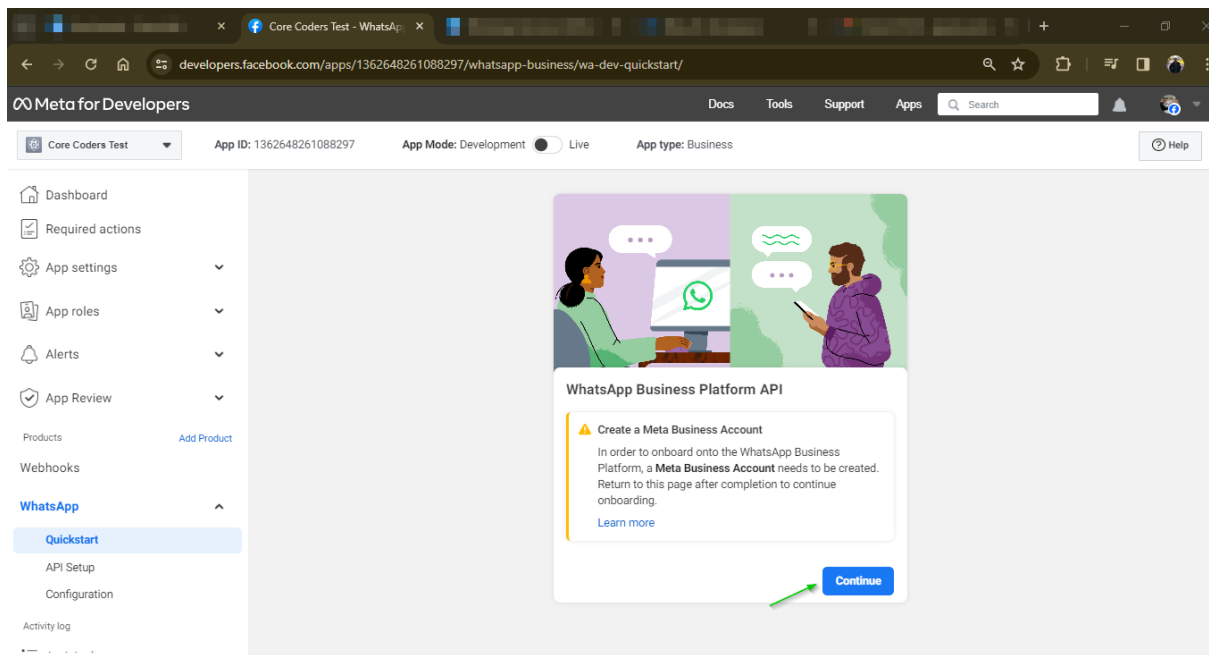 Core Coders Test - WhatsAp
developers.facebook.com/apps/1362648261088297/whatsapp-business/wa-dev-quickstart/
Meta for Developers
Docs
Tools
Support
Apps
Search
Core Coders Test
App ID: 1362648261088297
App Mode: Development
Live
App type: Business
Help
Dashboard
Required actions
App settings
App roles
Alerts
App Review
Products
Add Product
Webhooks
WhatsApp
Quickstart
API Setup
Configuration
Activity log
WhatsApp Business Platform API
Create a Meta Business Account
In order to onboard onto the WhatsApp Business
Platform, a Meta Business Account needs to be created.
Return to this page after completion to continue
onboarding.
Learn more
Continue